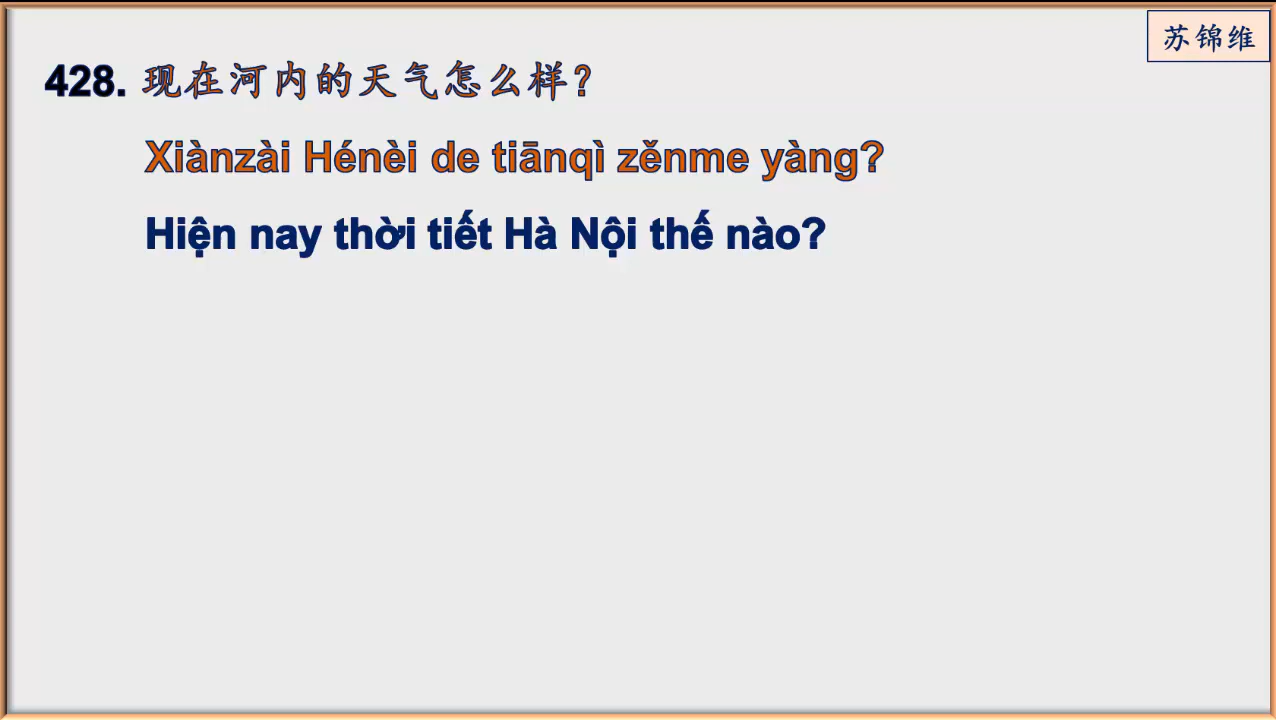 苏锦维
428. 现在河内的天气怎么样?
Xiànzài Hénèi de tiānqì zěnme yàng?
Hiện nay thời tiết Hà Nội thế nào?